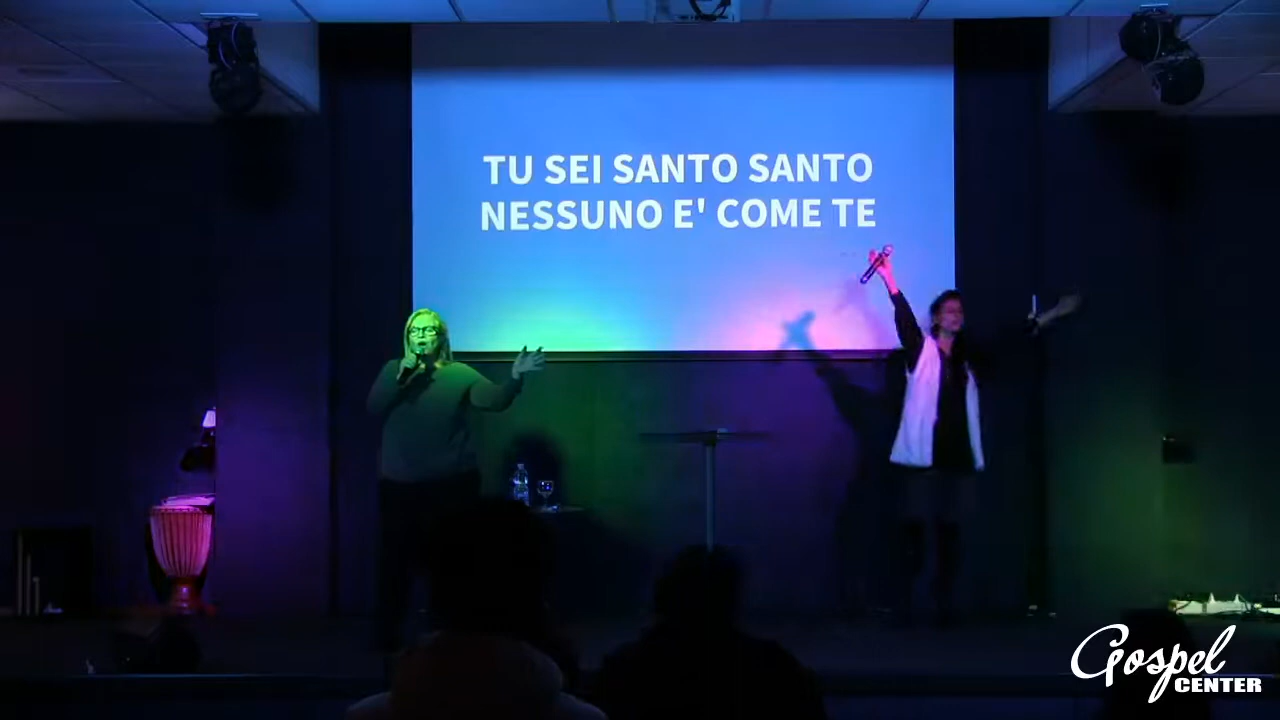 TU SEI SANTO SANTO
NESSUNO E' COME TE
Gospel
CENTER